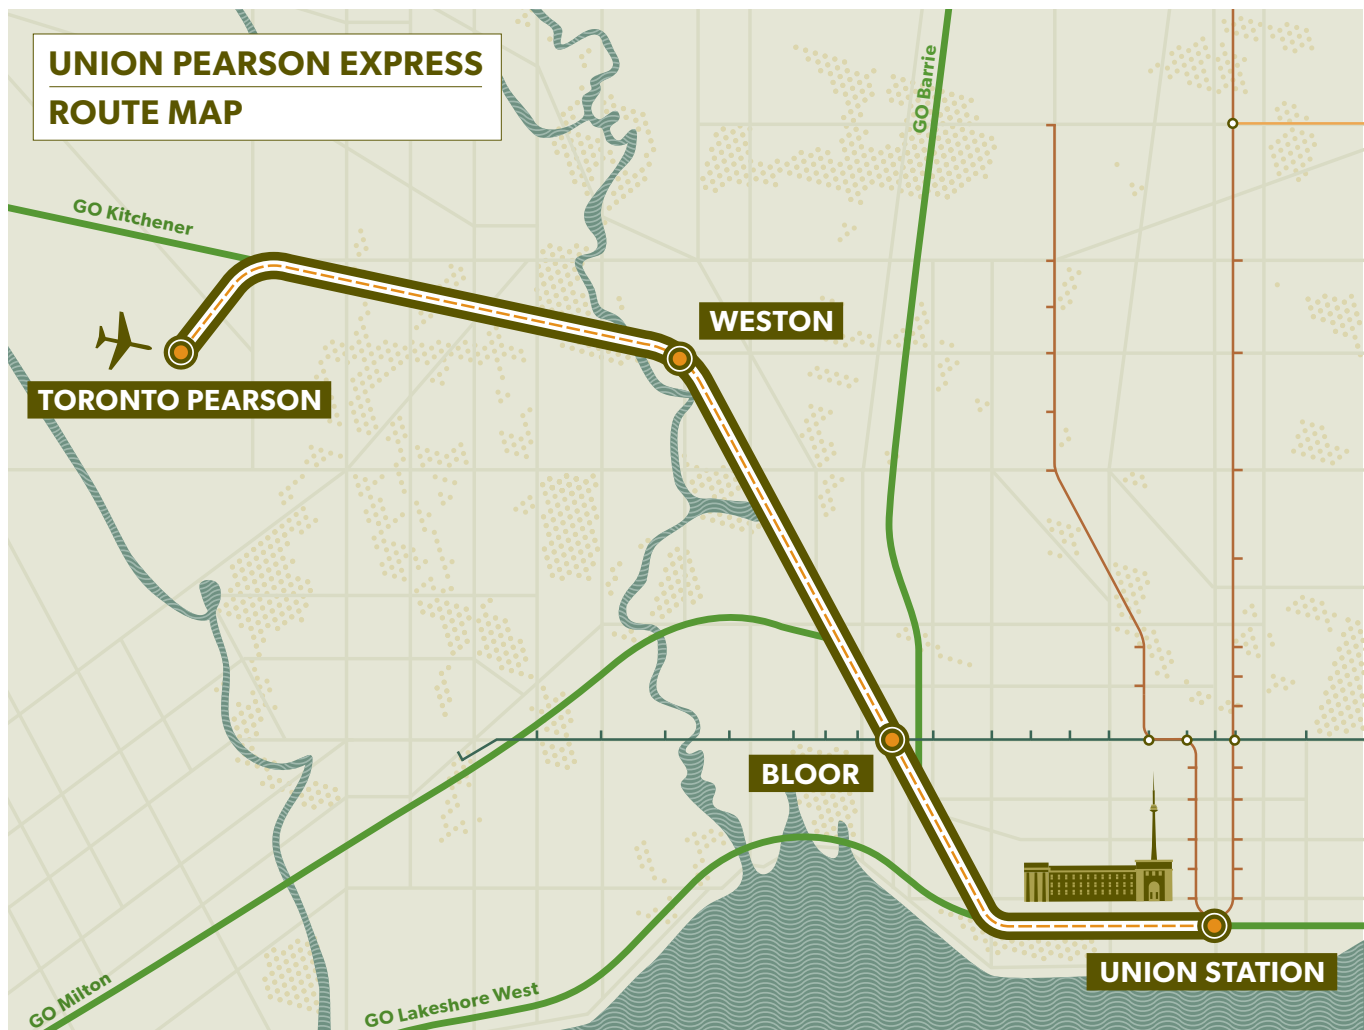 UNION PEARSON EXPRESS
ROUTE MAP
GO Barrie
GO Kitchener
WESTON
TORONTO PEARSON
BLOOR
UNION STATION
GO Milton
GO Lakeshore West